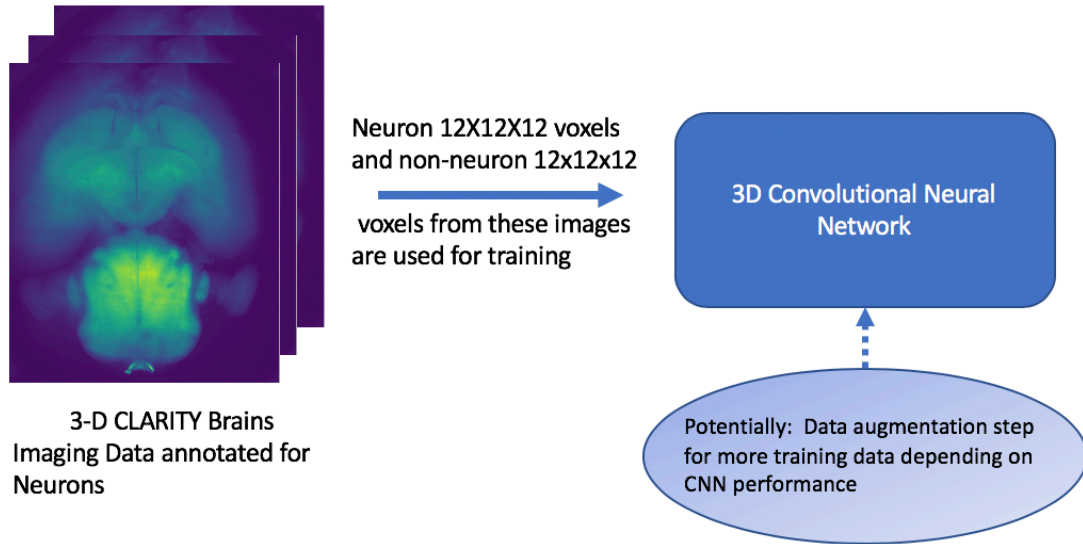 Neuron 12X12X12 voxels
and non-neuron 12x12x12
voxels from these images
are used for training
3D Convolutional Neural
Network
3-D CLARITY Brains
Imaging Data annotated for
Neurons
Potentially: Data augmentation step
for more training data depending on
CNN performance